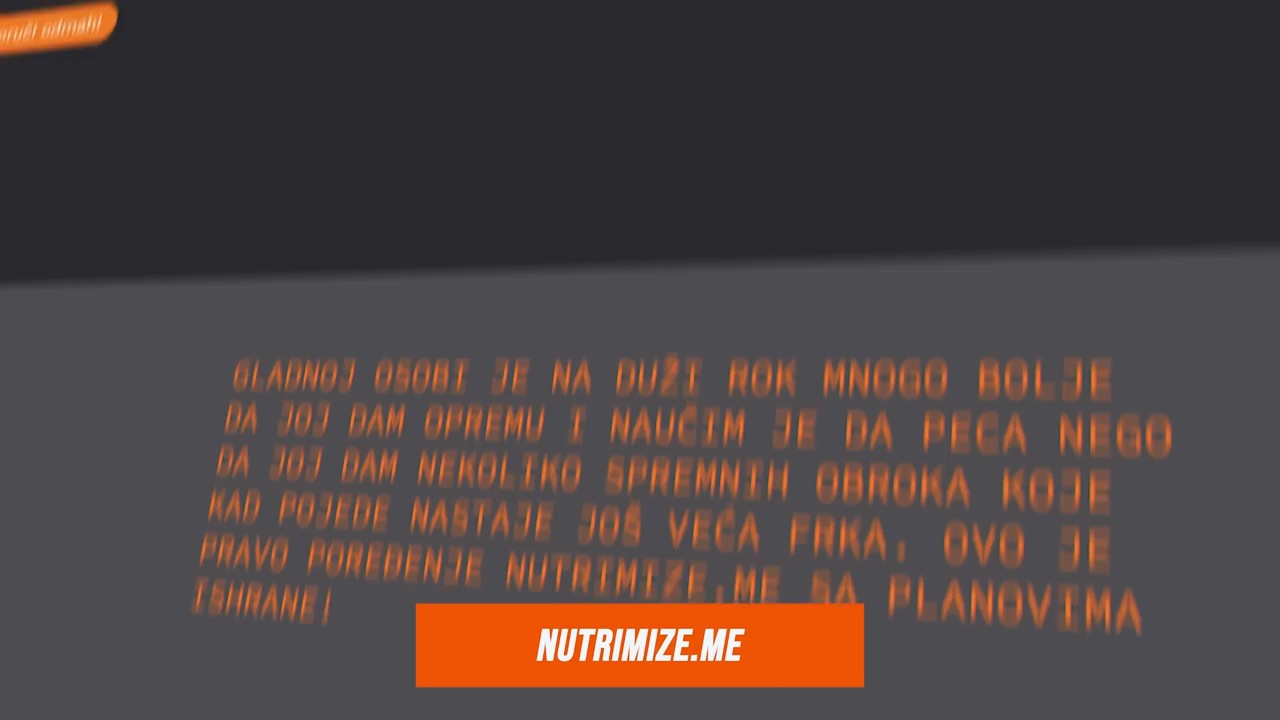 odmah!
GLADNOJ OSOBI JE NA DUŽI ROK MNOGO BOLJE
DA JOJ DAM OPREMU I NAUČIM JE DA PECA NEGO
DA JOJ DAM NEKOLIKO SPREMNIH OBROKA KOJE
KAD POJEDE NASTAJE JOŠ VEĆA FRKA, OVO JE
PRAVO POREĐENJE NUTRIMIZE.ME SA PLANOVIMA
ISHRANE!
NUTRIMIZE.ME